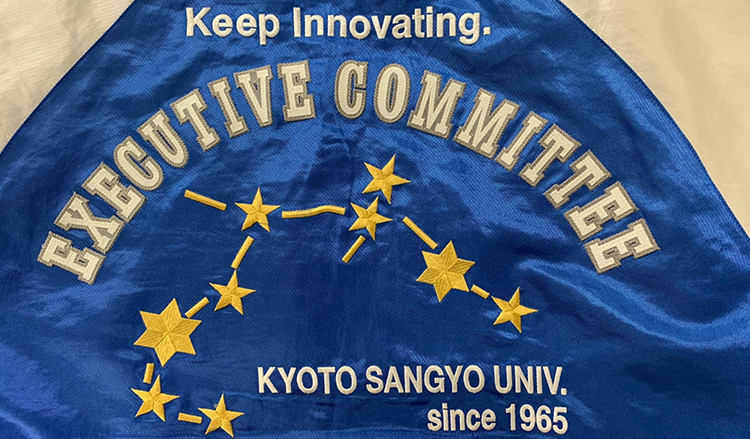 Keep Innovating.
EXECUTIVE COMMITTEE
KYOTO SANGYO UNIV.
since 1965